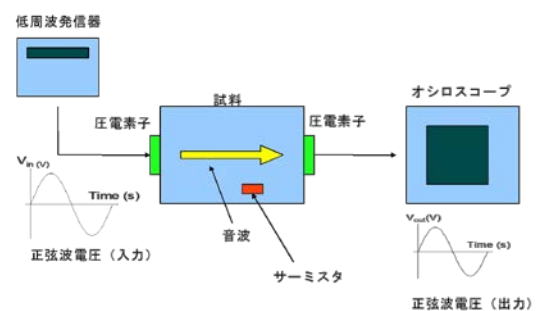 低周波発信器
試料
オシロスコープ
圧電素子
圧電素子
Vin (V)
Time (s)
音波
サーミスタ
正弦波電圧（入力）
Vout(V)
Time (s)
正弦波電圧（出力）